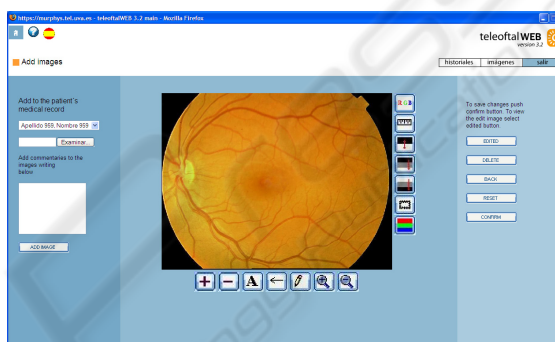 https://murphys.tel.uva.es - teleoftalWEB 3.2 main - Mozilla Firefox
teleoftalWEB
version 3.2
Add images
historiales imágenes salir
Add to the patient's
medical record
Apellido 959, Nombre 959
Examinar...
Add commentaries to the
images writing
below
ADD IMAGE
RGB
A
To save changes push
confirm button. To view
the edit image select
edited button.
EDITED
DELETE
BACK
RESET
CONFIRM